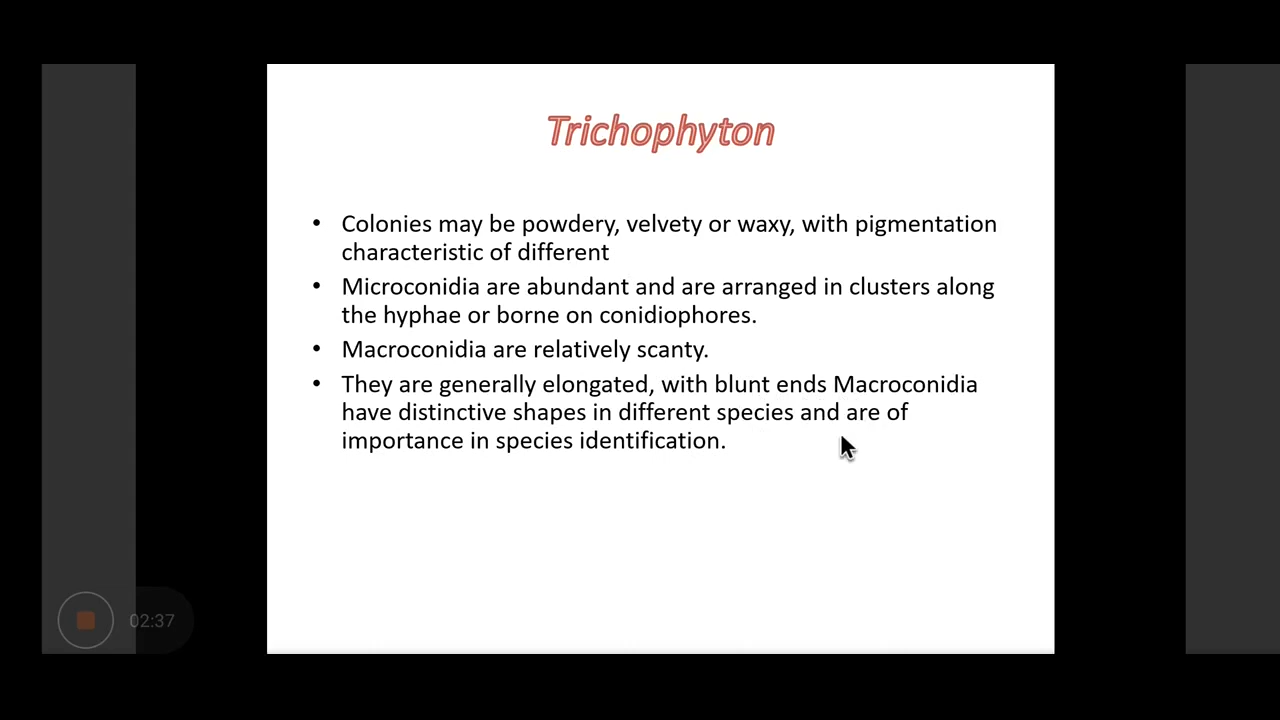 Trichophyton
• Colonies may be powdery, velvety or waxy, with pigmentation
characteristic of different
• Microconidia are abundant and are arranged in clusters along
the hyphae or borne on conidiophores.
• Macroconidia are relatively scanty.
• They are generally elongated, with blunt ends Macroconidia
have distinctive shapes in different species and are of
importance in species identification.
02:37